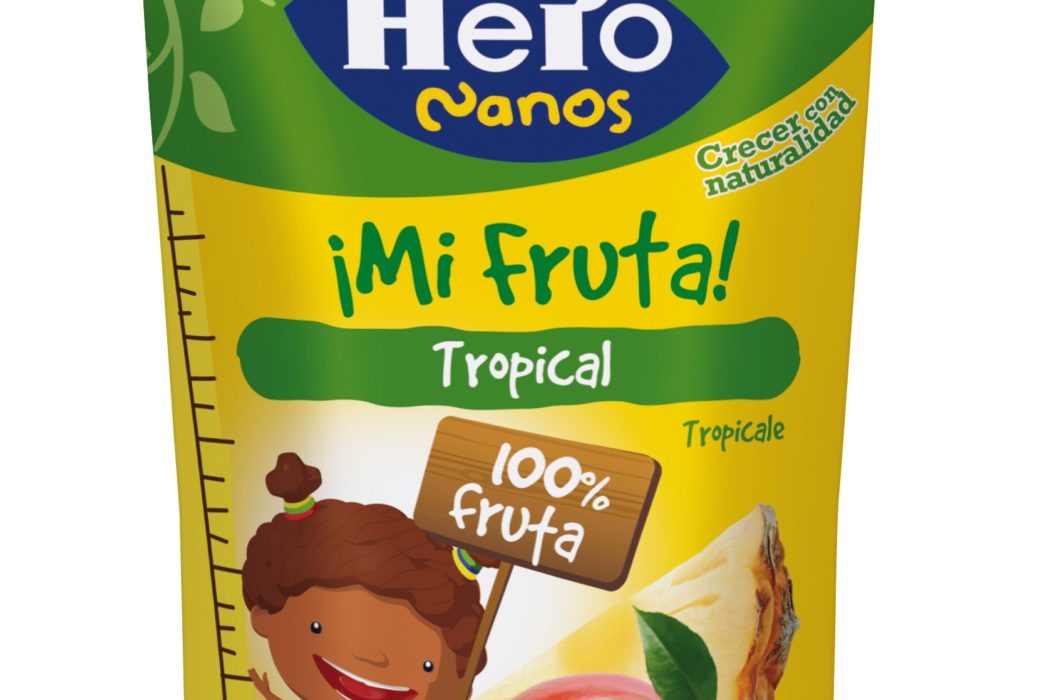 Hero
Nanos
Crecer con
naturalidad
¡Mi Fruta!
Tropical
Tropicale
100%
fruta